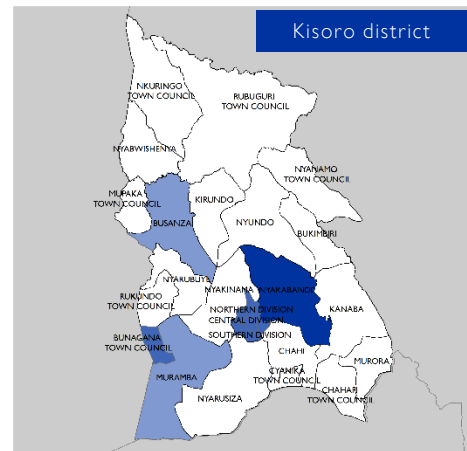 Kisoro district
NKURINGO
TOWN COUNCIL
RUBUGURI
TOWN COUNCIL
NYABWISHENYA
NYANAMO
TOWN COUNCIL
MUPAKA
TOWN COUNCIL
KIRUNDO
BUSANZA
NYUNDO
BUKIMBIRI
NYARUBUYE
NYAKINAMA
NYAKABANDE
RUKUNDO
TOWN COUNCIL
NORTHERN DIVISION
CENTRAL DIVISION
KANABA
BUNAGANA
TOWN COUNCIL
SOUTHERN DIVISION
CHAHI
MURORA
MURAMBA
CYANIKA
TOWN COUNCIL
NYARUSIZA
CHAHAFI
TOWN COUNCIL